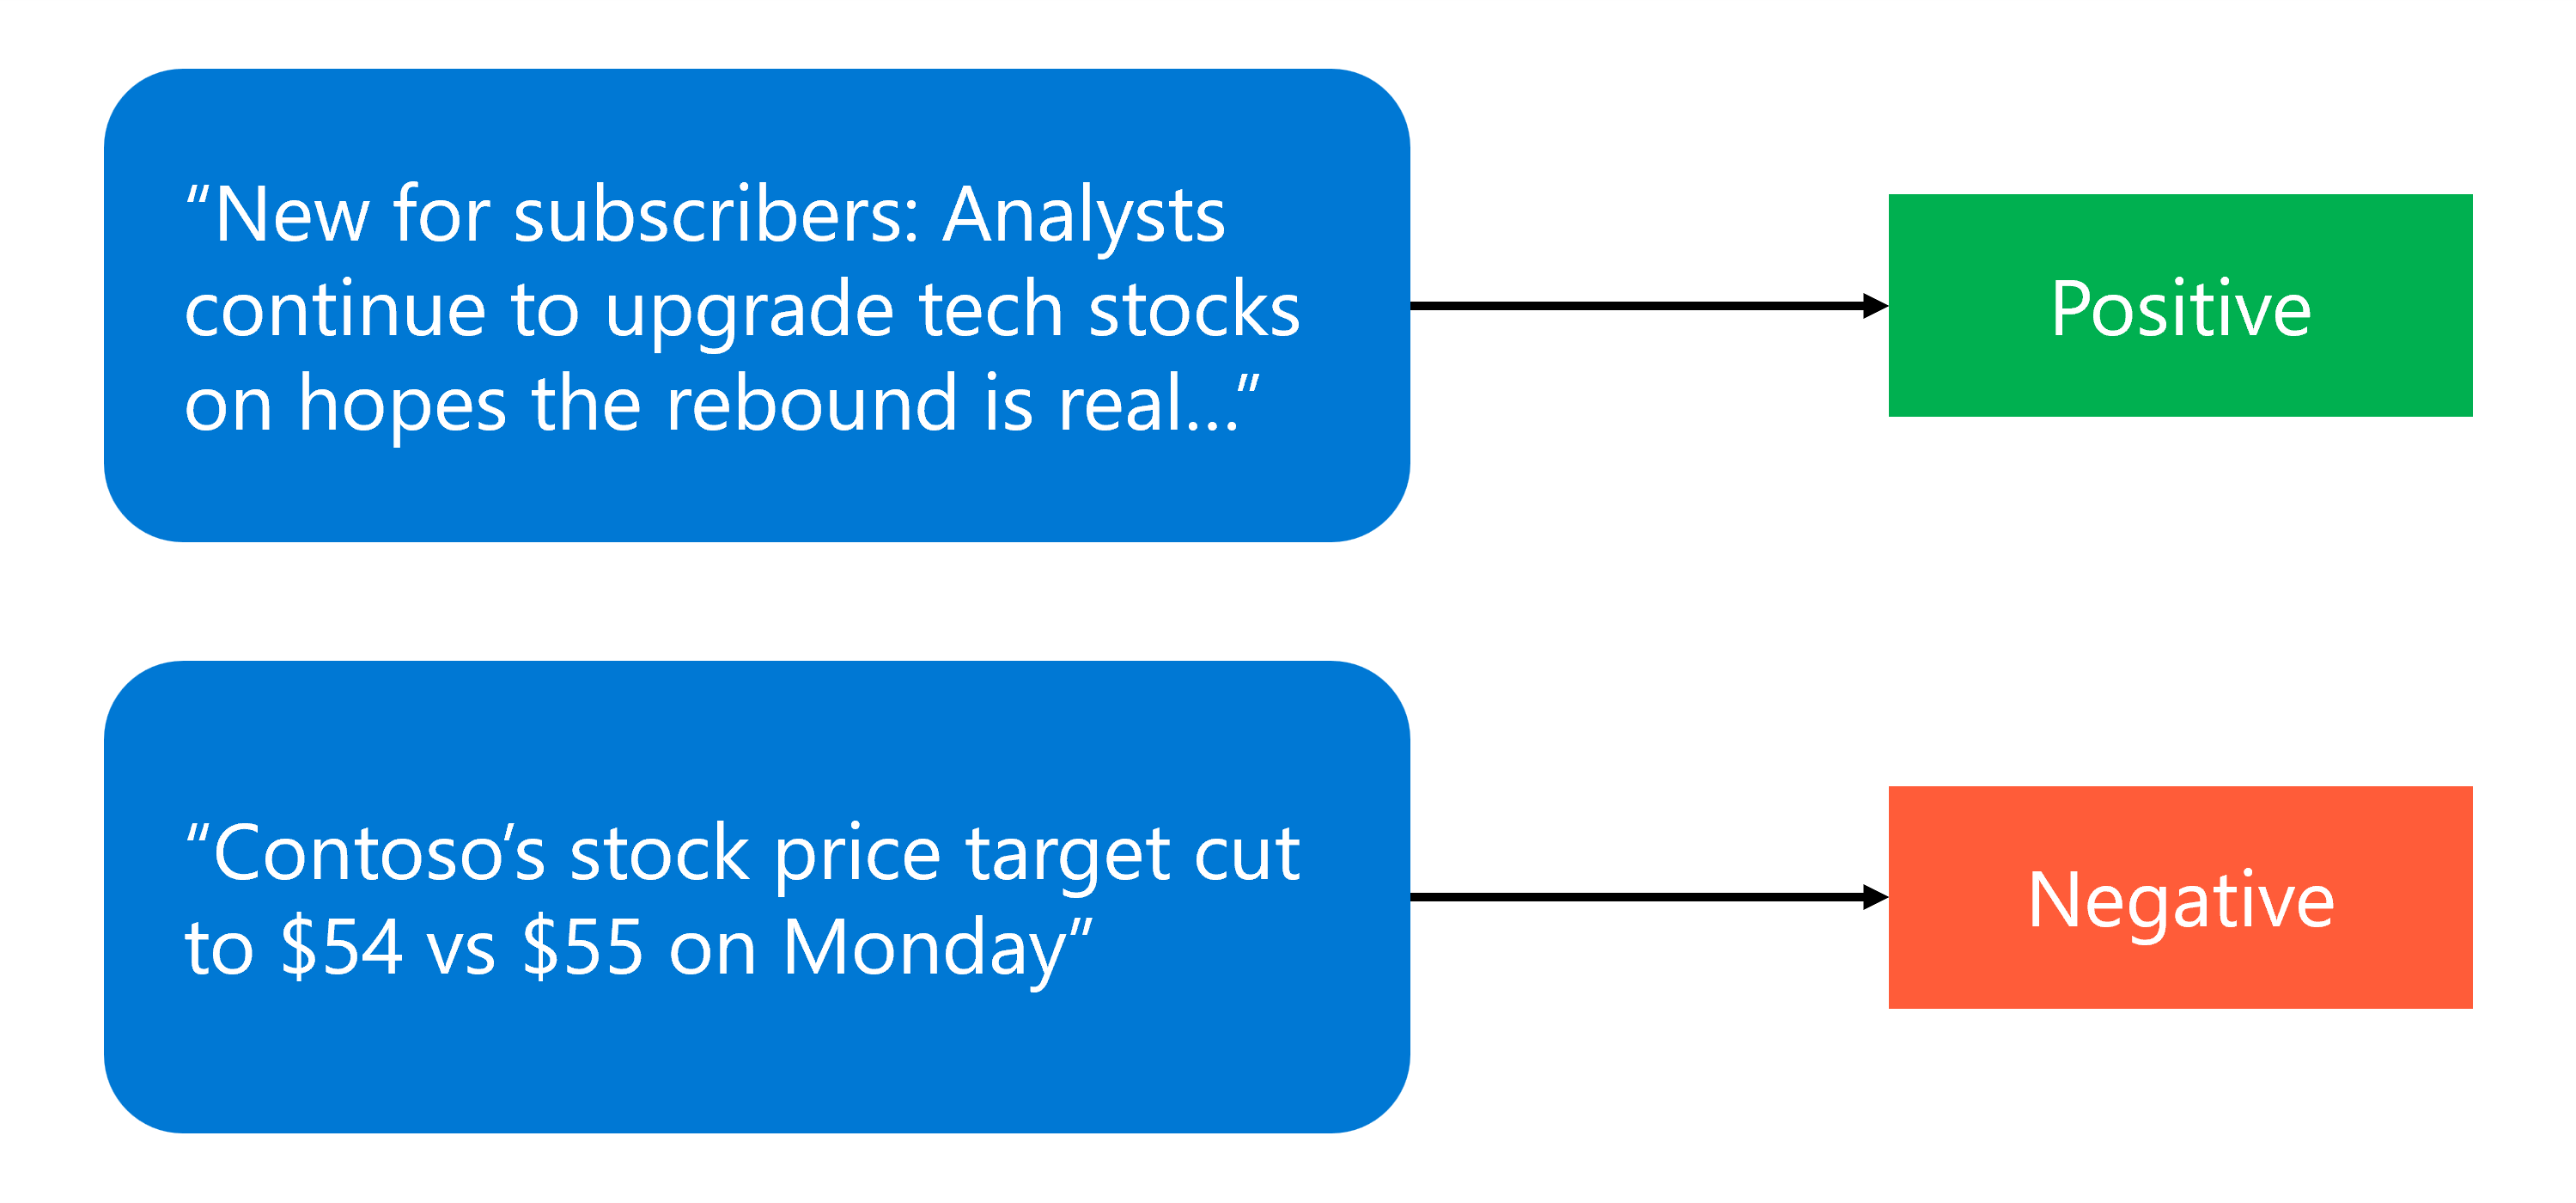 “New for subscribers: Analysts
continue to upgrade tech stocks
on hopes the rebound is real…”
Positive
“Contoso’s stock price target cut
to $54 vs $55 on Monday“
Negative